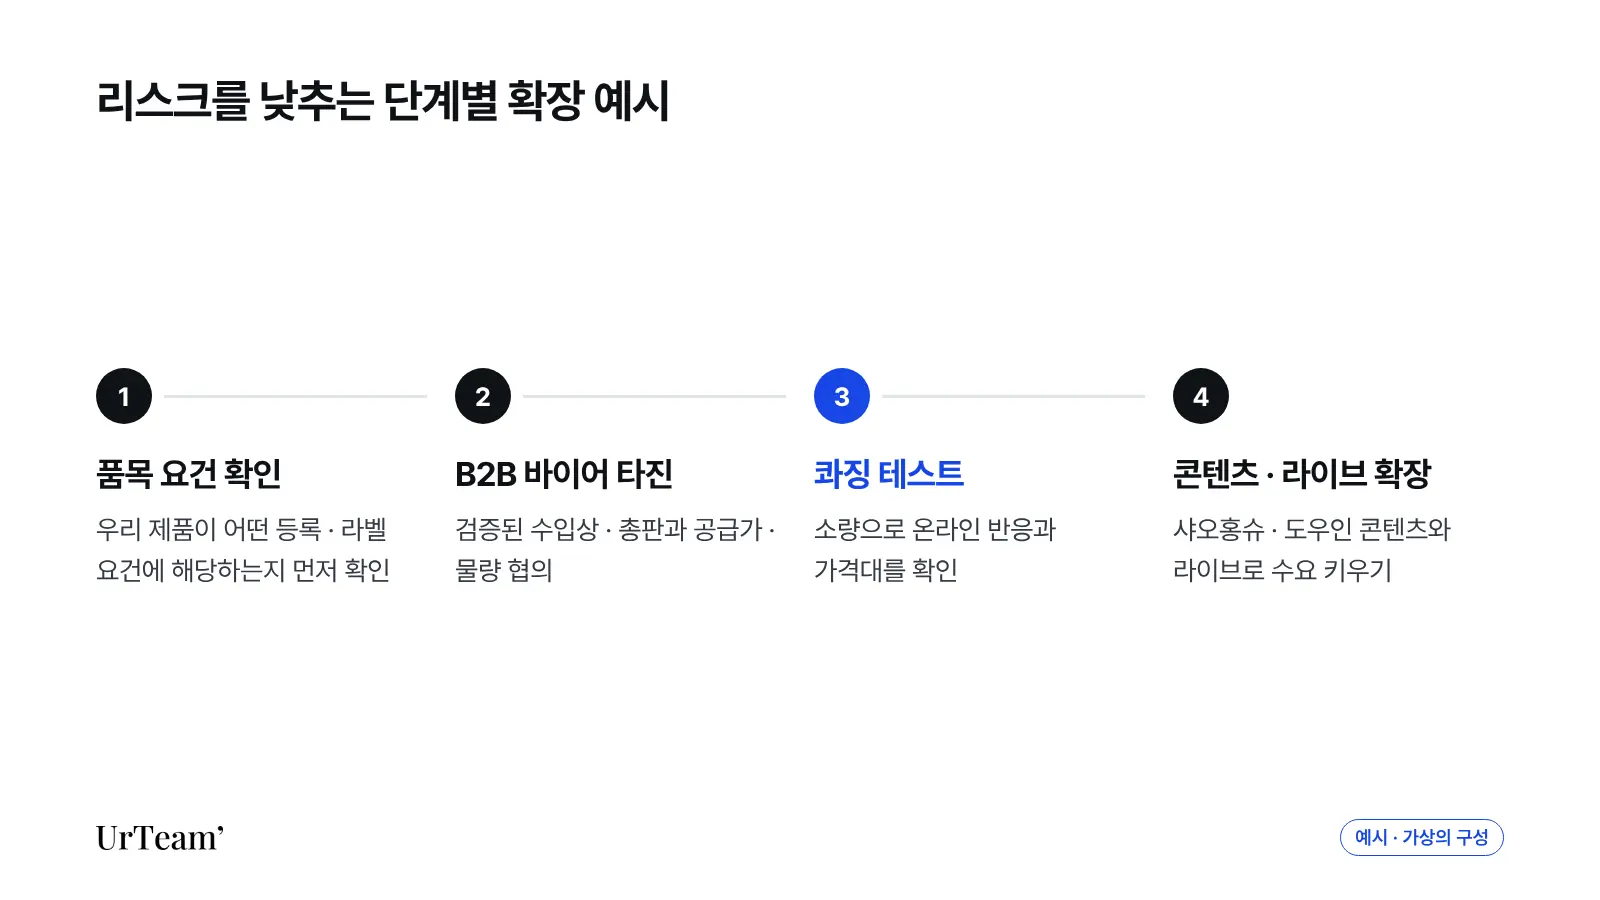 리스크를 낮추는 단계별 확장 예시
1
품목 요건 확인
우리 제품이 어떤 등록 · 라벨
요건에 해당하는지 먼저 확인
2
B2B 바이어 타진
검증된 수입상 · 총판과 공급가 ·
물량 협의
3
콰징 테스트
소량으로 온라인 반응과
가격대를 확인
4
콘텐츠 · 라이브 확장
샤오홍슈 · 도우인 콘텐츠와
라이브로 수요 키우기
UrTeam’
예시 · 가상의 구성